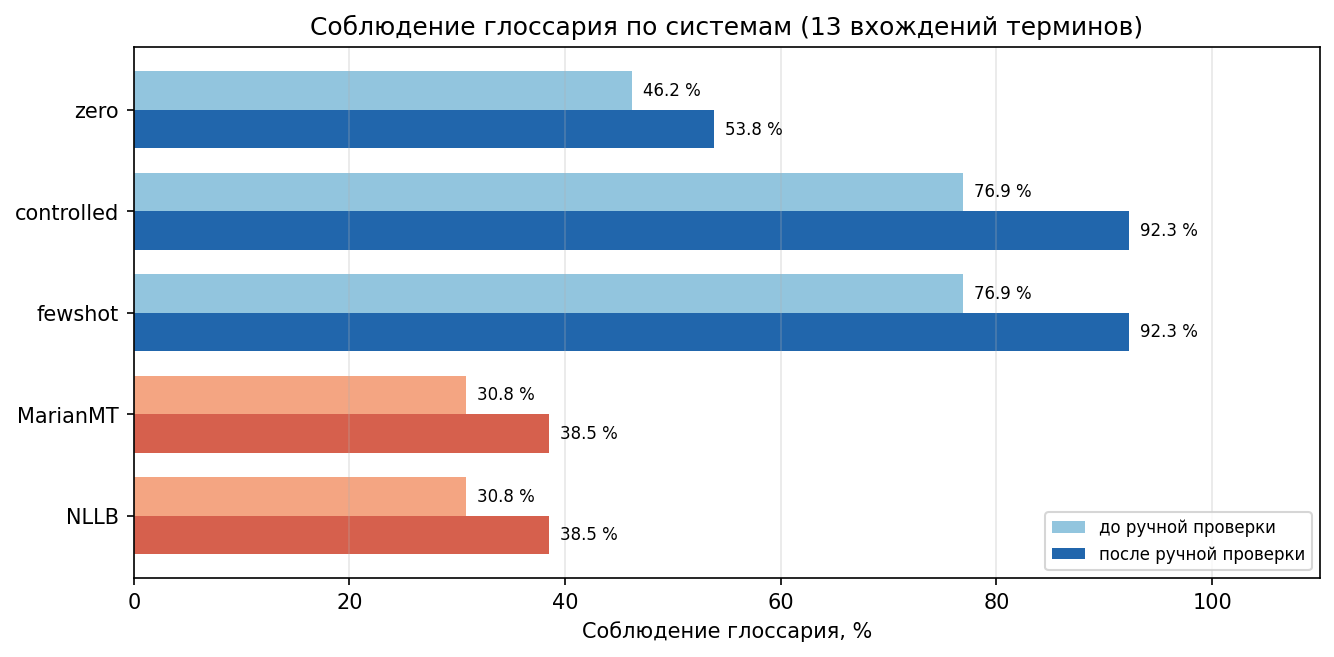 Соблюдение глоссария по системам (13 вхождений терминов)
zero
46.2 %
53.8 %
controlled
76.9 %
92.3 %
fewshot
76.9 %
92.3 %
MarianMT
30.8 %
38.5 %
NLLB
30.8 %
38.5 %
до ручной проверки
после ручной проверки
0 20 40 60 80 100
Соблюдение глоссария, %